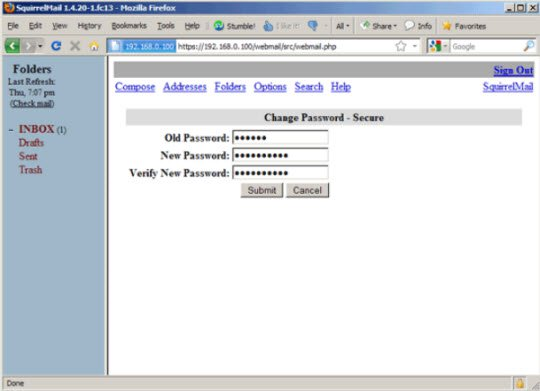 SquirrelMail 1.4.20-1.fc13 - Mozilla Firefox
File Edit View History Bookmarks Tools Help Stumble! I like it! All Share Info Favorites
192.168.0.100 https://192.168.0.100/webmail/src/webmail.php Google
Folders
Last Refresh:
Thu, 7:07 pm
(Check mail)
– INBOX (1)
Drafts
Sent
Trash
Sign Out
Compose Addresses Folders Options Search Help SquirrelMail
Change Password - Secure
Old Password: ••••••
New Password: ••••••••••
Verify New Password: ••••••••••
Submit Cancel
Done